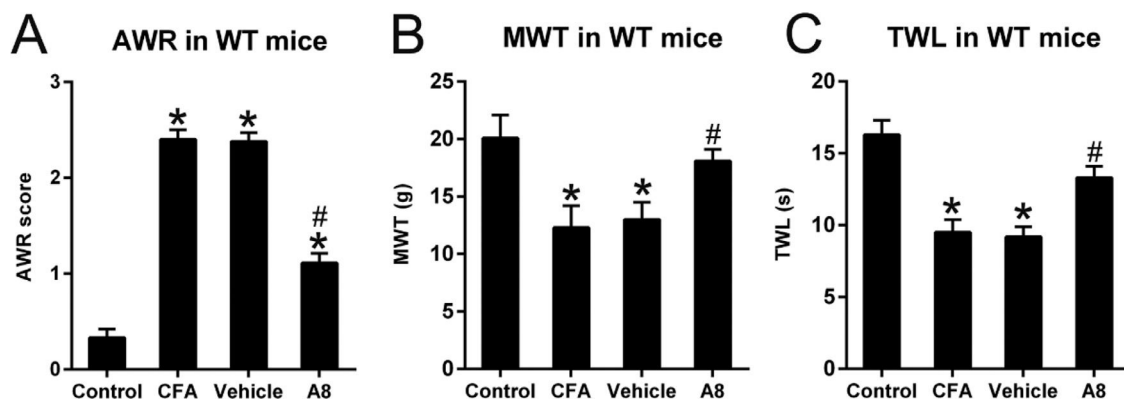 A
AWR in WT mice
AWR score
3
2
1
0
*
*
#
*
Control CFA Vehicle A8
B
MWT in WT mice
MWT (g)
25
20
15
10
5
0
*
*
#
Control CFA Vehicle A8
C
TWL in WT mice
TWL (s)
20
15
10
5
0
*
*
#
Control CFA Vehicle A8